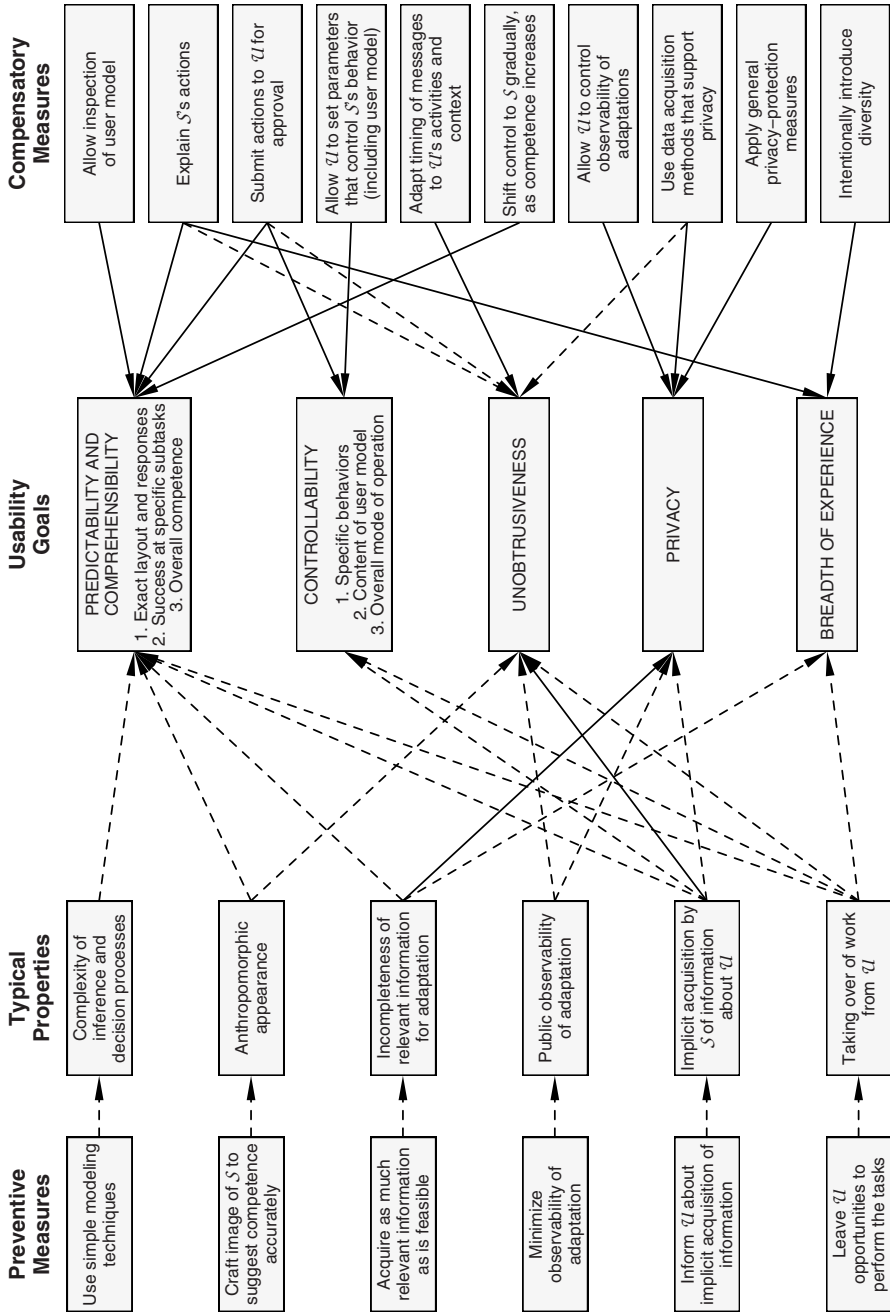 Preventive
Measures
Use simple modeling
techniques
Craft image of 𝒮 to
suggest competence
accurately
Acquire as much
relevant information
as is feasible
Minimize
observability of
adaptation
Inform 𝒰 about
implicit acquisition of
information
Leave 𝒰
opportunities to
perform the tasks
Typical
Properties
Complexity of
inference and
decision processes
Anthropomorphic
appearance
Incompleteness of
relevant information
for adaptation
Public observability
of adaptation
Implicit acquisition by
𝒮 of information
about 𝒰
Taking over of work
from 𝒰
Usability
Goals
PREDICTABILITY AND
COMPREHENSIBILITY
1. Exact layout and responses
2. Success at specific subtasks
3. Overall competence
CONTROLLABILITY
1. Specific behaviors
2. Content of user model
3. Overall mode of operation
UNOBTRUSIVENESS
PRIVACY
BREADTH OF EXPERIENCE
Compensatory
Measures
Allow inspection
of user model
Explain 𝒮's actions
Submit actions to 𝒰 for
approval
Allow 𝒰 to set parameters
that control 𝒮's behavior
(including user model)
Adapt timing of messages
to 𝒰's activities and
context
Shift control to 𝒮 gradually,
as competence increases
Allow 𝒰 to control
observability of
adaptations
Use data acquisition
methods that support
privacy
Apply general
privacy–protection
measures
Intentionally introduce
diversity